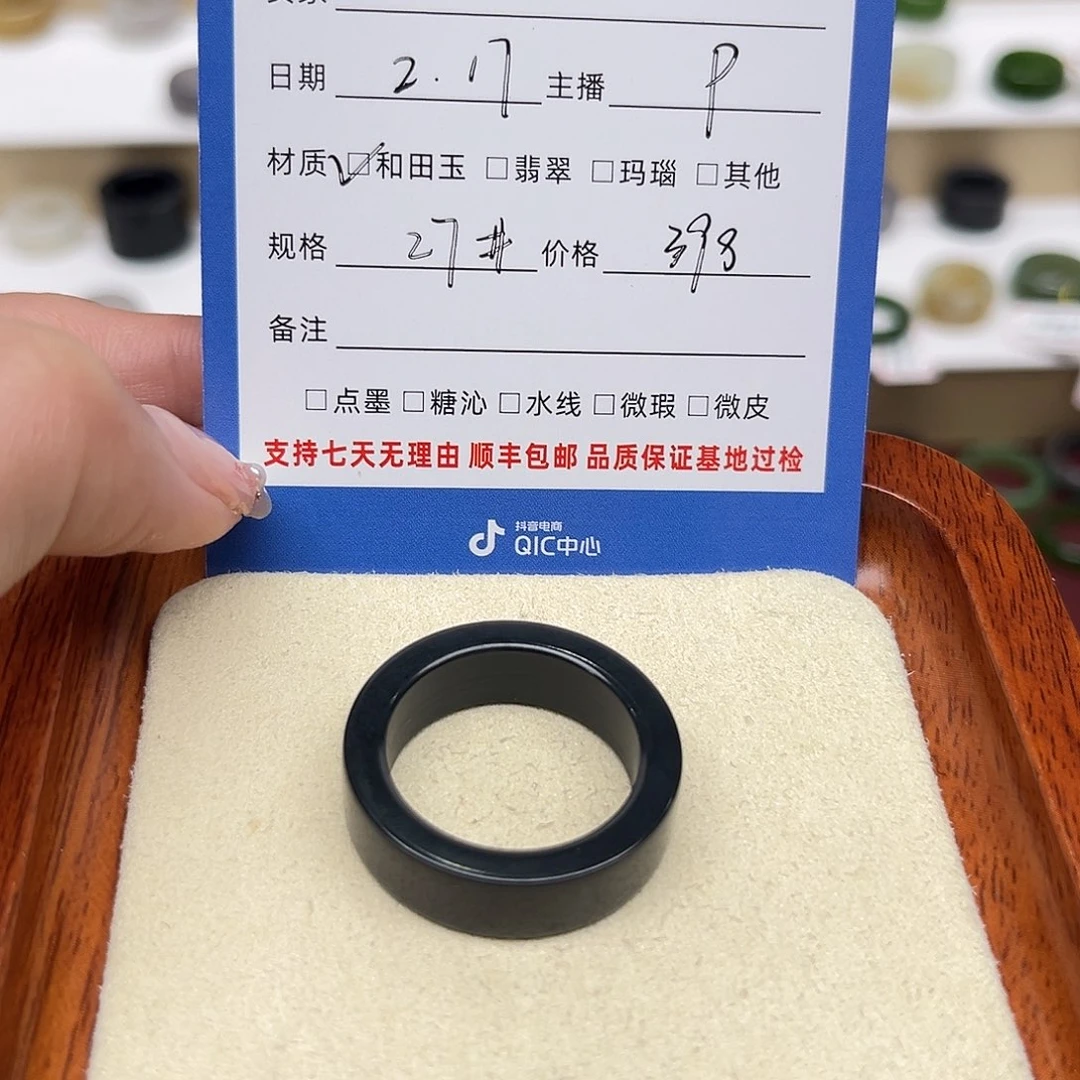 日期 2.17 主播 P
材质 ☑和田玉 □翡翠 □玛瑙 □其他
规格 27# 价格 398
备注
□点墨 □糖沁 □水线 □微瑕 □微皮
支持七天无理由 顺丰包邮 品质保证基地过检
抖音电商
QIC中心